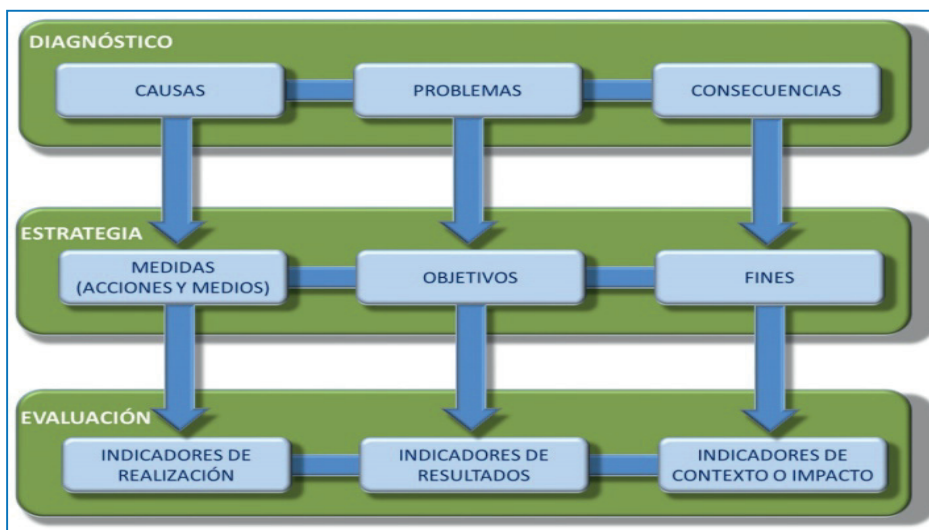 DIAGNÓSTICO
CAUSAS
PROBLEMAS
CONSECUENCIAS
ESTRATEGIA
MEDIDAS
(ACCIONES Y MEDIOS)
OBJETIVOS
FINES
EVALUACIÓN
INDICADORES DE
REALIZACIÓN
INDICADORES DE
RESULTADOS
INDICADORES DE
CONTEXTO O IMPACTO